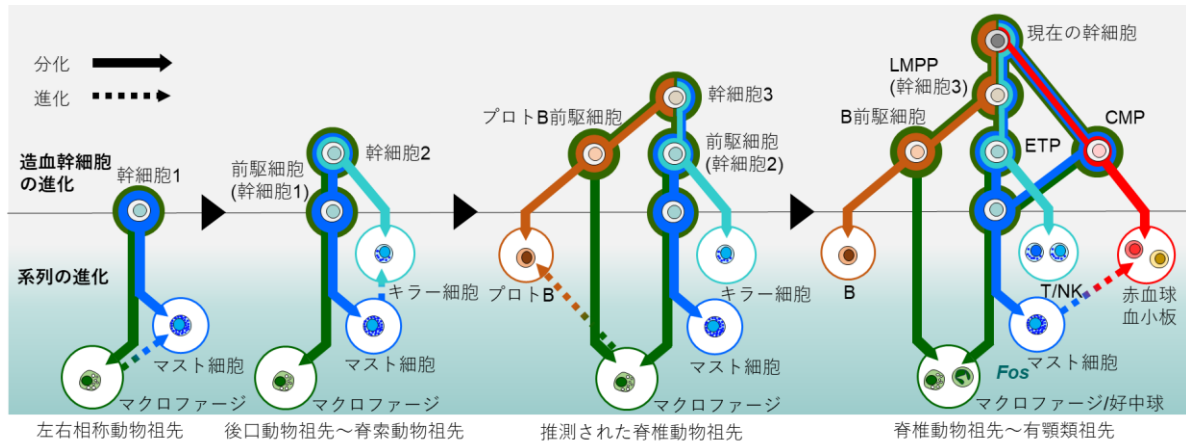 分化
進化
造血幹細胞
の進化
系列の進化
幹細胞1
マスト細胞
マクロファージ
左右相称動物祖先
幹細胞2
前駆細胞
(幹細胞1)
キラー細胞
マスト細胞
マクロファージ
後口動物祖先～脊索動物祖先
幹細胞3
プロトB前駆細胞
前駆細胞
(幹細胞2)
プロトB
キラー細胞
マスト細胞
マクロファージ
推測された脊椎動物祖先
現在の幹細胞
LMPP
(幹細胞3)
B前駆細胞
CMP
ETP
B
T/NK
赤血球
血小板
マスト細胞
Fos
マクロファージ/好中球
脊椎動物祖先～有顎類祖先